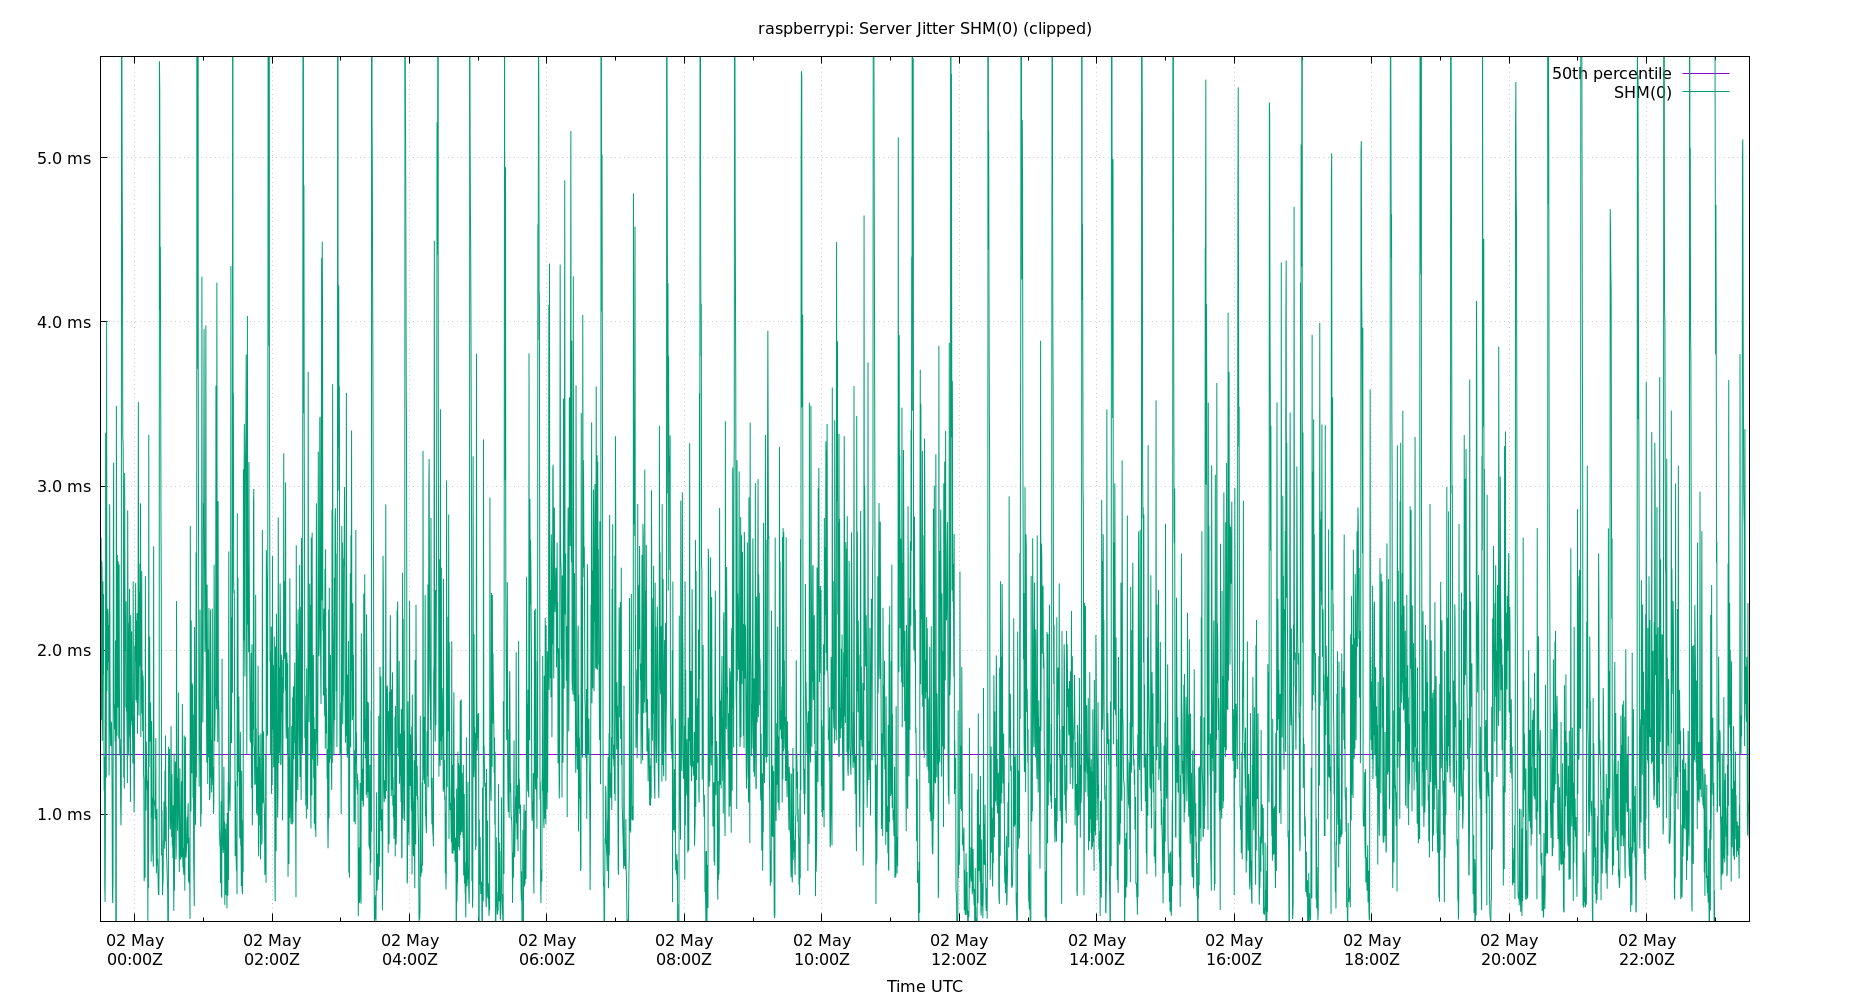 raspberrypi: Server Jitter SHM(0) (clipped)
50th percentile
SHM(0)
5.0 ms
4.0 ms
3.0 ms
2.0 ms
1.0 ms
02 May 02 May 02 May 02 May 02 May 02 May 02 May 02 May 02 May 02 May 02 May 02 May
00:00Z 02:00Z 04:00Z 06:00Z 08:00Z 10:00Z 12:00Z 14:00Z 16:00Z 18:00Z 20:00Z 22:00Z
Time UTC